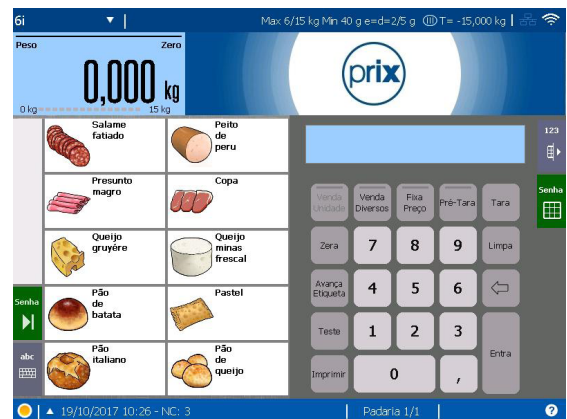 6i
Max 6/15 kg Min 40 g e=d=2/5 g T= -15,000 kg
Peso
Zero
0,000 kg
0 kg
15 kg
prix
Salame fatiado
Peito de peru
Presunto magro
Copa
Queijo gruyére
Queijo minas frescal
Pão de batata
Pastel
Pão italiano
Pão de queijo
Senha
abc
123
Senha
Venda Unidade
Venda Diversos
Fixa Preço
Pré-Tara
Tara
Zera
7
8
9
Limpa
Avança Etiqueta
4
5
6
Teste
1
2
3
Entra
Imprimir
0
,
19/10/2017 10:26 - NC: 3
Padaria 1/1
?